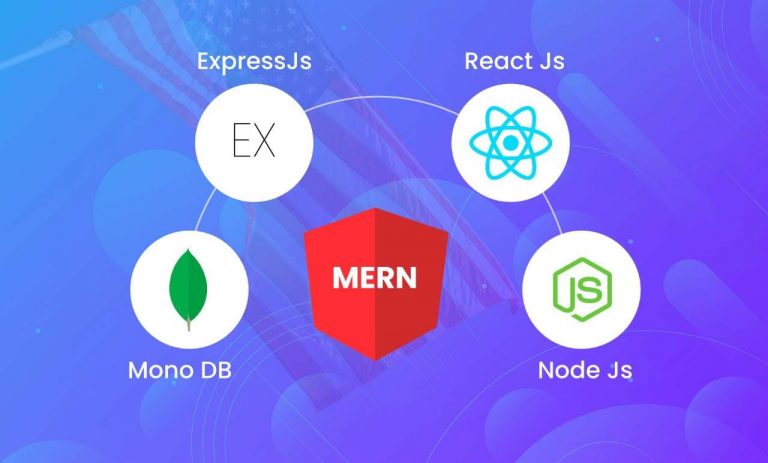 ExpressJs
React Js
EX
MERN
JS
Mono DB
Node Js